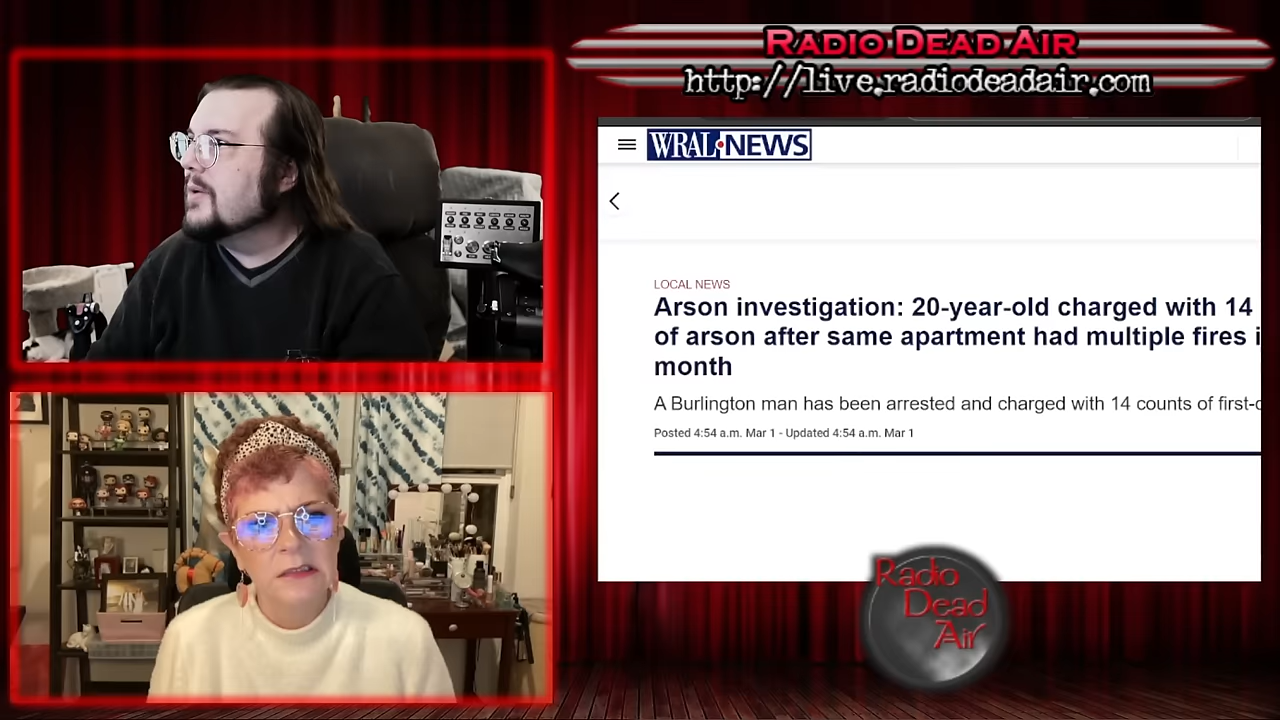 Radio Dead Air
http://live.radiodeadair.com
WRAL NEWS
LOCAL NEWS
Arson investigation: 20-year-old charged with 14
of arson after same apartment had multiple fires i
month
A Burlington man has been arrested and charged with 14 counts of first-
Posted 4:54 a.m. Mar 1 - Updated 4:54 a.m. Mar 1
Radio
Dead
Air